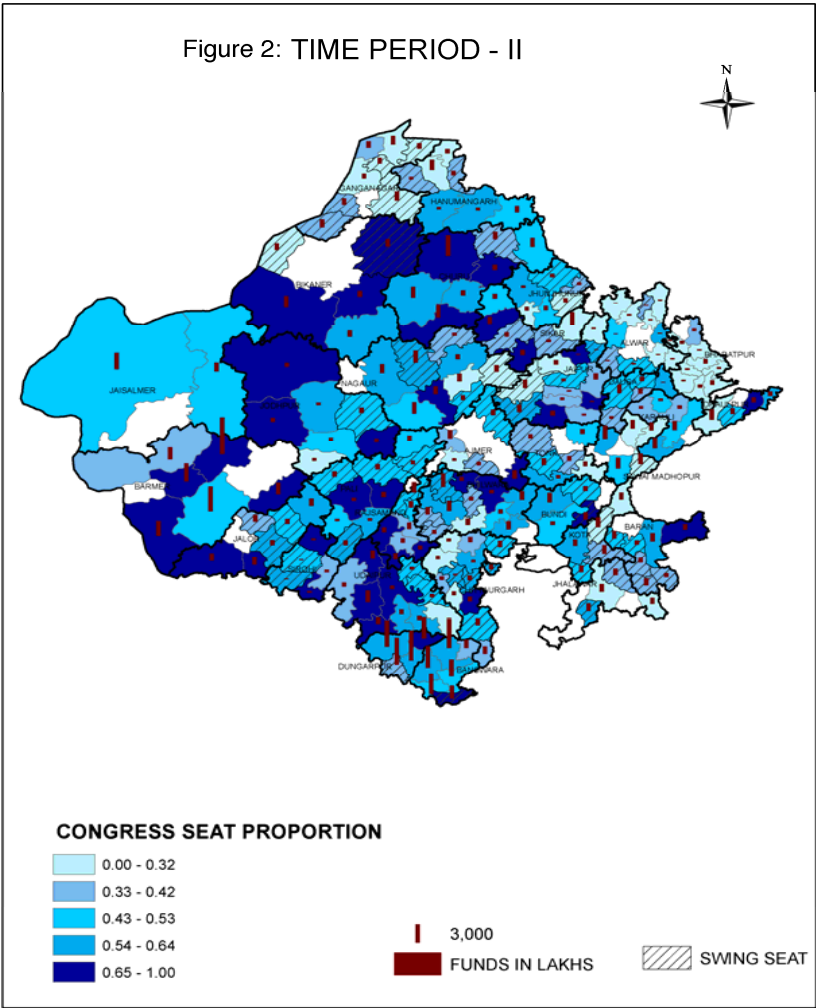 Figure 2: TIME PERIOD - II
N
GANGANAGAR
HANUMANGARH
BIKANER
JHUNJHUNU
SIKAR
ALWAR
BHARATPUR
JAISALMER
NAGAUR
JAIPUR
AJMER
TONK
SAWAI MADHOPUR
BARMER
JALOR
BUNDI
KOTA
BARAN
SIROHI
JHALAWAR
DUNGARPUR
BANSWARA
CONGRESS SEAT PROPORTION
0.00 - 0.32
0.33 - 0.42
0.43 - 0.53
0.54 - 0.64
0.65 - 1.00
3,000
FUNDS IN LAKHS
SWING SEAT